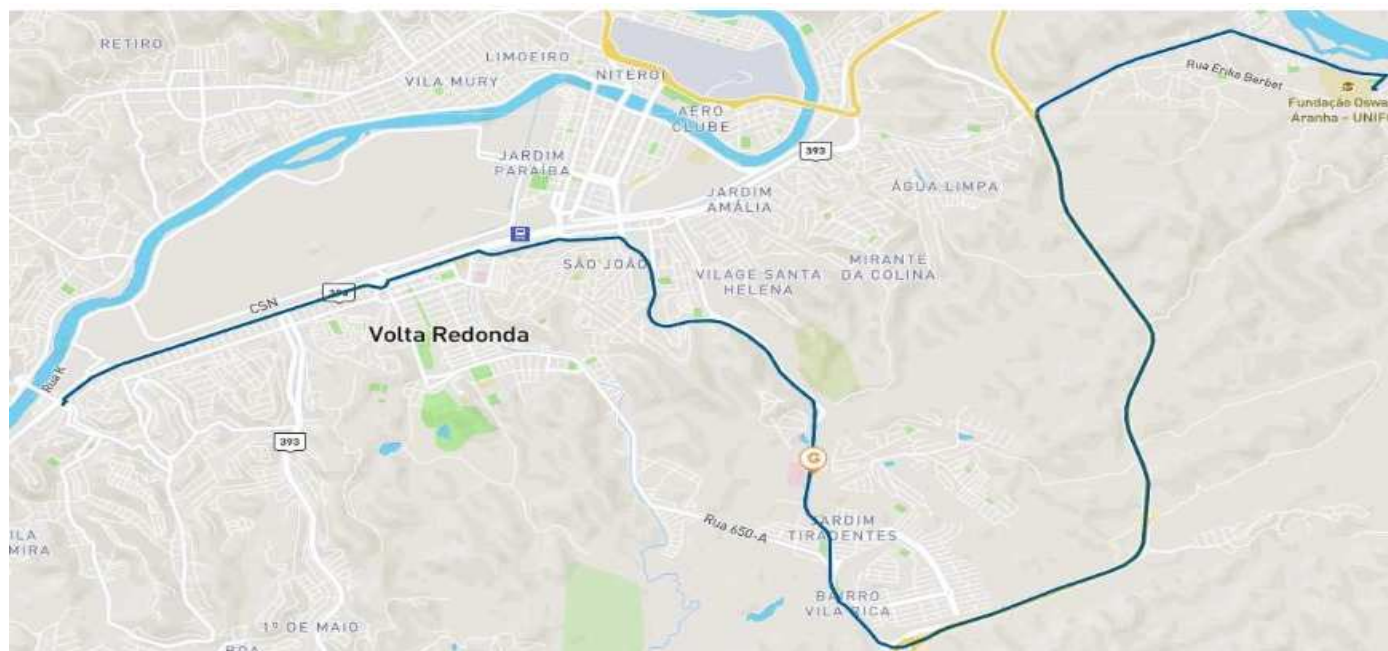 RETIRO
LIMOEIRO
VILA MURY
NITERÓI
AERO
CLUBE
393
JARDIM
PARAÍBA
JARDIM
AMÁLIA
ÁGUA LIMPA
Rua Erika Berbet
Fundação Oswa
Aranha - UNIF
SÃO JOÃO
VILAGE SANTA
HELENA
MIRANTE
DA COLINA
CSN
393
Volta Redonda
Rua K
393
G
Rua 650-A
JARDIM
TIRADENTES
BAIRRO
VILA RICA
ILA
MIRA
1º DE MAIO
BOA